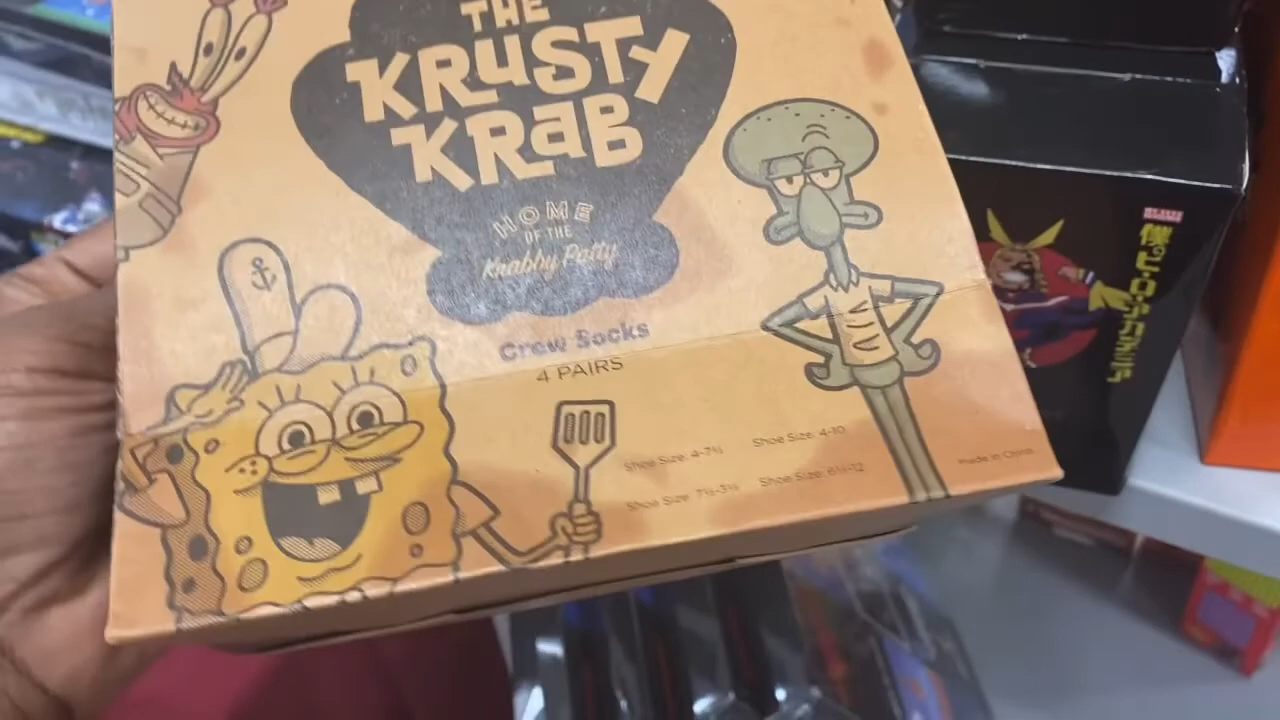 THE
KRUSTY
KRAB
HOME
OF THE
Krabby Patty
Crew Socks
4 PAIRS
Shoe Size: 4-7½
Shoe Size: 4-10
Shoe Size: 7½-3½
Shoe Size: 6½-12
Made in China